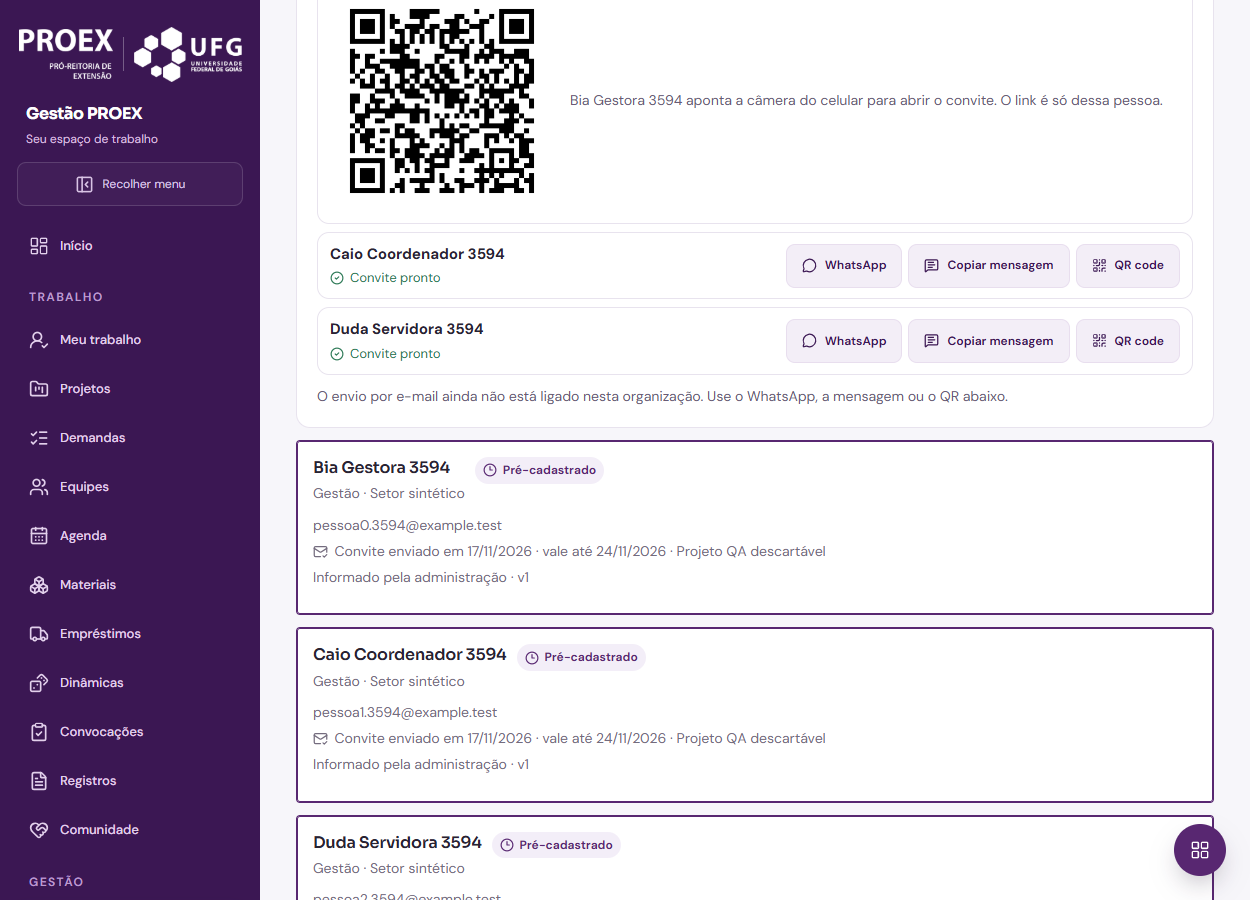 PROEX
PRÓ-REITORIA DE
EXTENSÃO
UFG
UNIVERSIDADE
FEDERAL DE GOIÁS
Gestão PROEX
Seu espaço de trabalho
Recolher menu
Início
TRABALHO
Meu trabalho
Projetos
Demandas
Equipes
Agenda
Materiais
Empréstimos
Dinâmicas
Convocações
Registros
Comunidade
GESTÃO
Bia Gestora 3594 aponta a câmera do celular para abrir o convite. O link é só dessa pessoa.
Caio Coordenador 3594
Convite pronto
WhatsApp
Copiar mensagem
QR code
Duda Servidora 3594
Convite pronto
WhatsApp
Copiar mensagem
QR code
O envio por e-mail ainda não está ligado nesta organização. Use o WhatsApp, a mensagem ou o QR abaixo.
Bia Gestora 3594 Pré-cadastrado
Gestão · Setor sintético
pessoa0.3594@example.test
Convite enviado em 17/11/2026 · vale até 24/11/2026 · Projeto QA descartável
Informado pela administração · v1
Caio Coordenador 3594 Pré-cadastrado
Gestão · Setor sintético
pessoa1.3594@example.test
Convite enviado em 17/11/2026 · vale até 24/11/2026 · Projeto QA descartável
Informado pela administração · v1
Duda Servidora 3594 Pré-cadastrado
Gestão · Setor sintético
pessoa2.3594@example.test